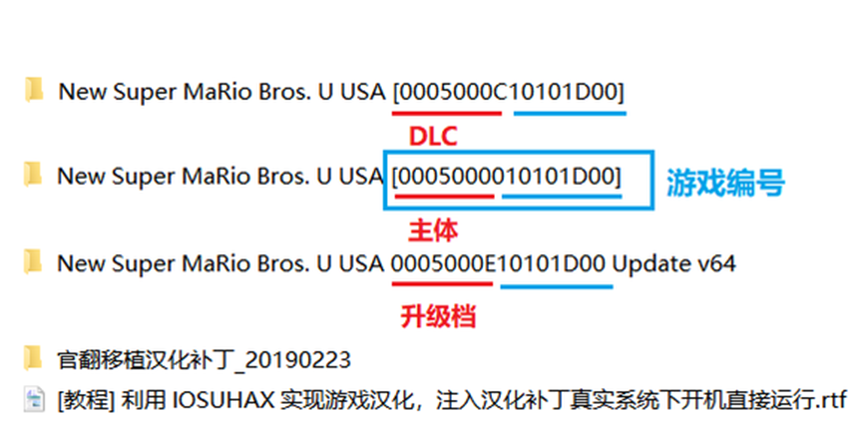 New Super MaRio Bros. U USA [0005000C10101D00]
DLC
New Super MaRio Bros. U USA [0005000010101D00]
游戏编号
主体
New Super MaRio Bros. U USA 0005000E10101D00 Update v64
升级档
官翻移植汉化补丁_20190223
[教程] 利用 IOSUHAX 实现游戏汉化，注入汉化补丁真实系统下开机直接运行.rtf